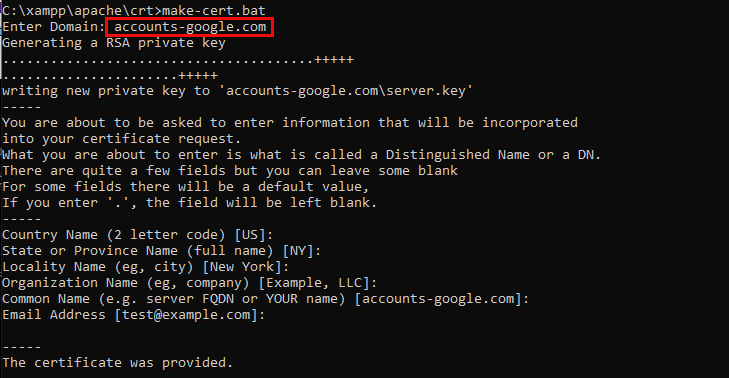 C:\xampp\apache\crt>make-cert.bat
Enter Domain: accounts-google.com
Generating a RSA private key
.......................................+++++
......................+++++
writing new private key to 'accounts-google.com\server.key'
-----
You are about to be asked to enter information that will be incorporated
into your certificate request.
What you are about to enter is what is called a Distinguished Name or a DN.
There are quite a few fields but you can leave some blank
For some fields there will be a default value,
If you enter '.', the field will be left blank.
-----
Country Name (2 letter code) [US]:
State or Province Name (full name) [NY]:
Locality Name (eg, city) [New York]:
Organization Name (eg, company) [Example, LLC]:
Common Name (e.g. server FQDN or YOUR name) [accounts-google.com]:
Email Address [test@example.com]:
-----
The certificate was provided.